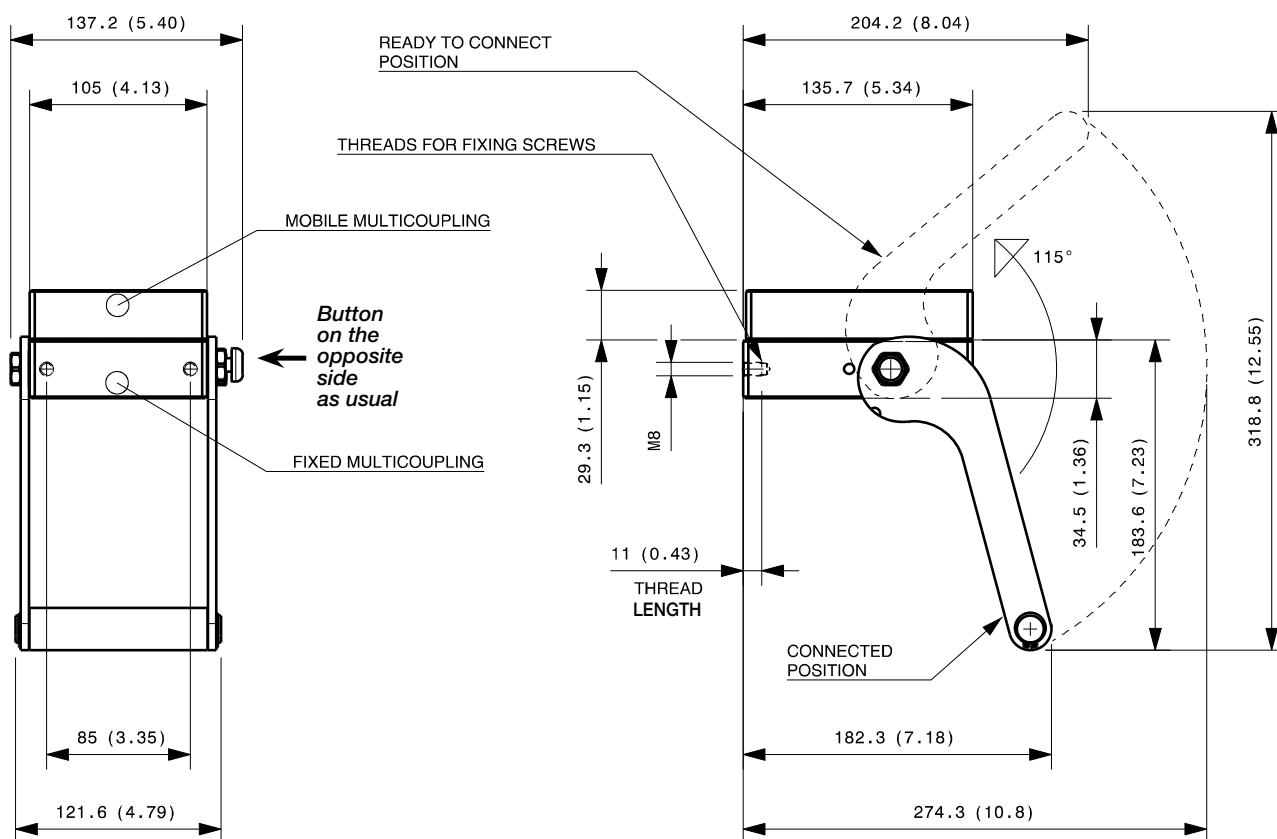 137.2 (5.40)
105 (4.13)
READY TO CONNECT
POSITION
THREADS FOR FIXING SCREWS
MOBILE MULTICOUPLING
Button
on the
opposite
side
as usual
FIXED MULTICOUPLING
85 (3.35)
121.6 (4.79)
204.2 (8.04)
135.7 (5.34)
115°
29.3 (1.15)
M8
11 (0.43)
THREAD
LENGTH
CONNECTED
POSITION
34.5 (1.36)
183.6 (7.23)
318.8 (12.55)
182.3 (7.18)
274.3 (10.8)